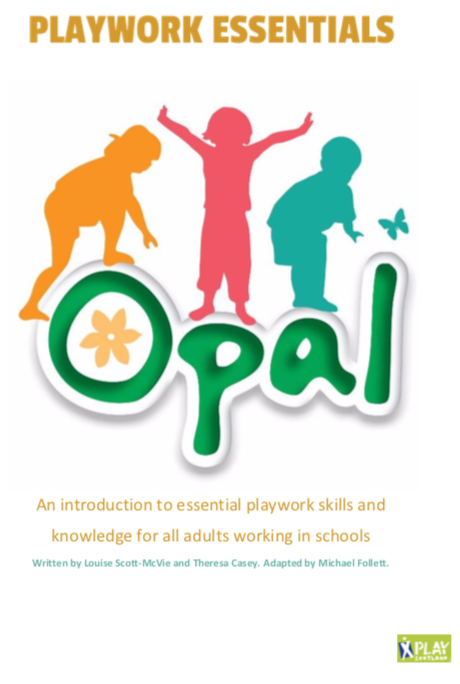 PLAYWORK ESSENTIALS
Opal
An introduction to essential playwork skills and
knowledge for all adults working in schools
Written by Louise Scott-McVie and Theresa Casey. Adapted by Michael Follett.
PLAY
SCOTLAND